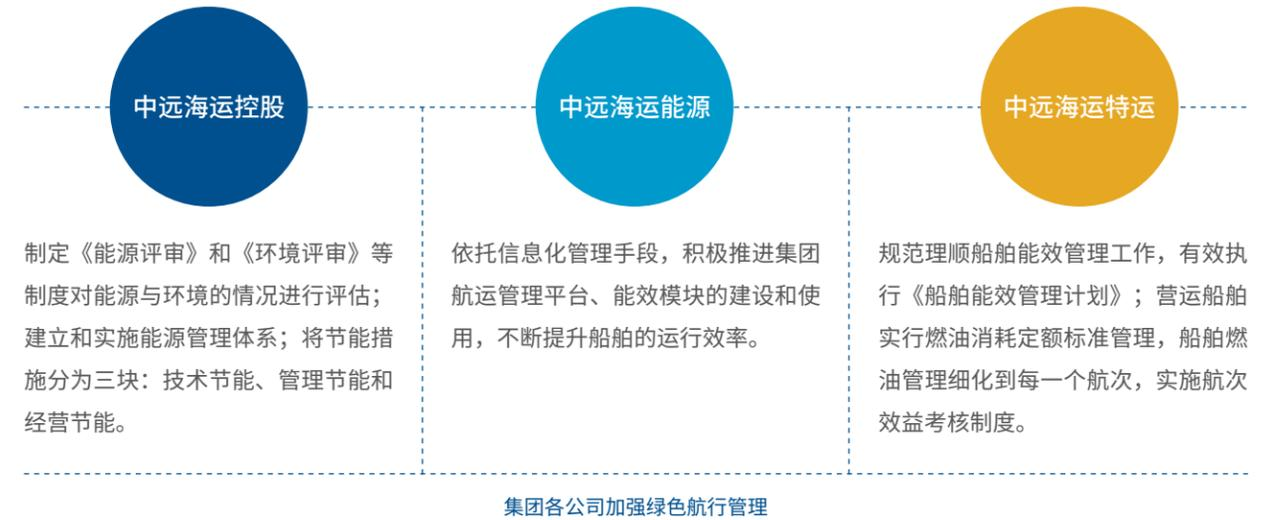 中远海运控股
制定《能源评审》和《环境评审》等
制度对能源与环境的情况进行评估；
建立和实施能源管理体系；将节能措
施分为三块：技术节能、管理节能和
经营节能。
中远海运能源
依托信息化管理手段，积极推进集团
航运管理平台、能效模块的建设和使
用，不断提升船舶的运行效率。
中远海运特运
规范理顺船舶能效管理工作，有效执
行《船舶能效管理计划》；营运船舶
实行燃油消耗定额标准管理，船舶燃
油管理细化到每一个航次，实施航次
效益考核制度。
集团各公司加强绿色航行管理